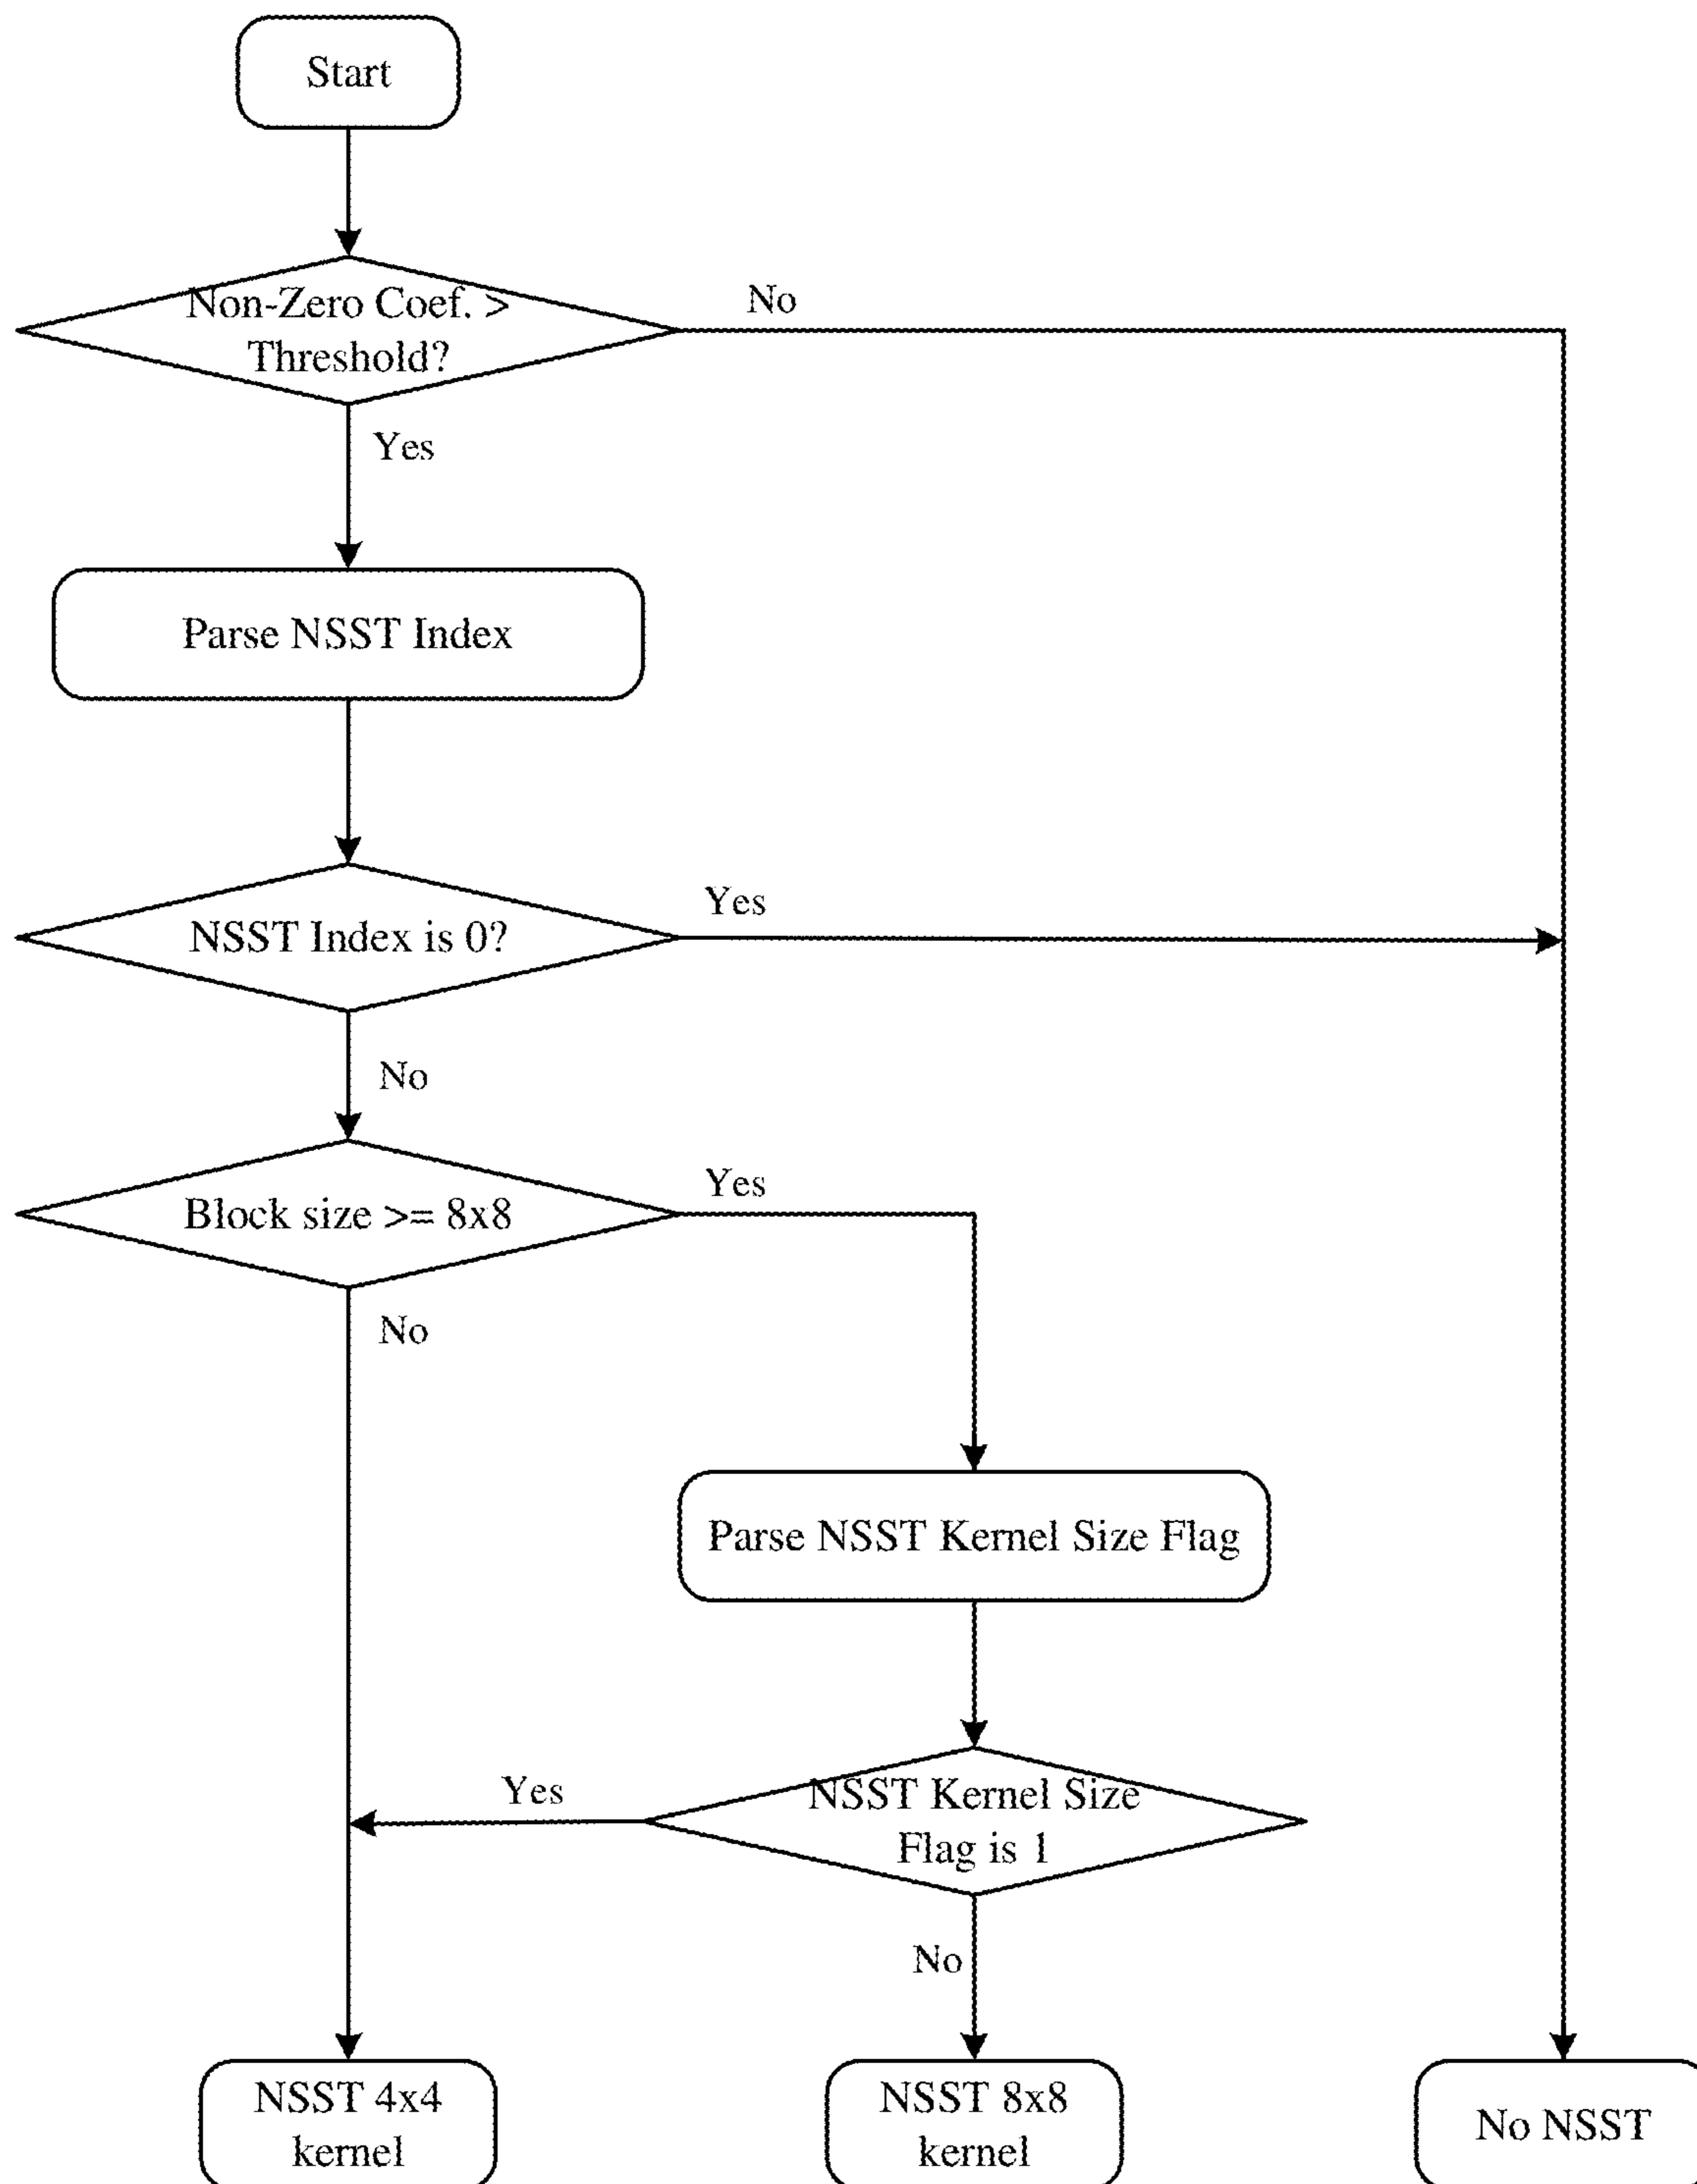 Start
Non-Zero Coef. >
Threshold?
No
Yes
Parse NSST Index
Yes
NSST Index is 0?
No
Yes
Block size >= 8x8
No
Parse NSST Kernel Size Flag
Yes
NSST Kernel Size
Flag is 1
No
NSST 4x4
kernel
NSST 8x8
kernel
No NSST